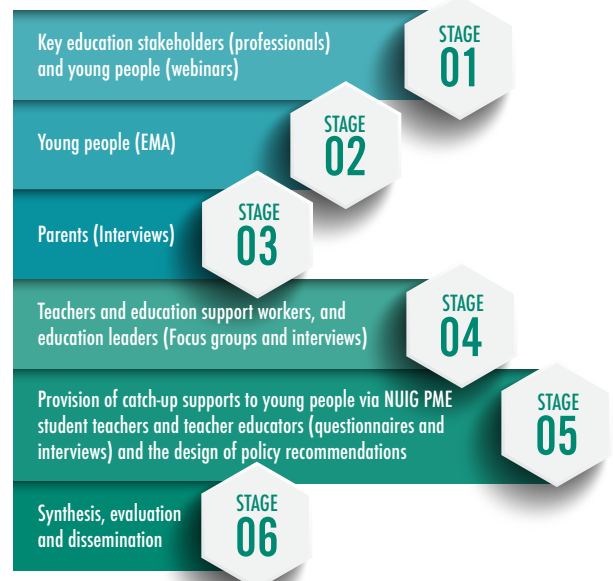 Key education stakeholders (professionals)
and young people (webinars)
STAGE
01
Young people (EMA)
STAGE
02
Parents (Interviews)
STAGE
03
Teachers and education support workers, and
education leaders (Focus groups and interviews)
STAGE
04
Provision of catch-up supports to young people via NUIG PME
student teachers and teacher educators (questionnaires and
interviews) and the design of policy recommendations
STAGE
05
Synthesis, evaluation
and dissemination
STAGE
06